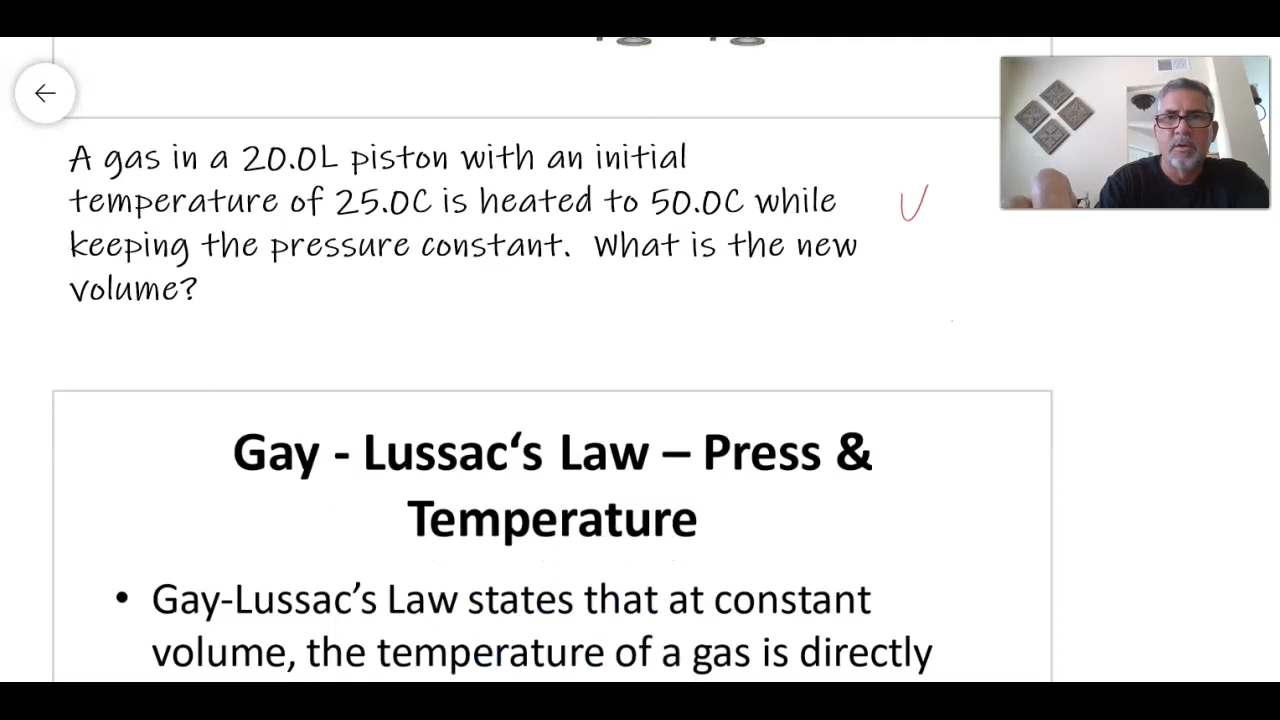 A gas in a 20.0L piston with an initial
temperature of 25.0C is heated to 50.0C while
keeping the pressure constant.  What is the new
volume?
V
Gay - Lussac‘s Law – Press &
Temperature
• Gay-Lussac’s Law states that at constant
volume, the temperature of a gas is directly